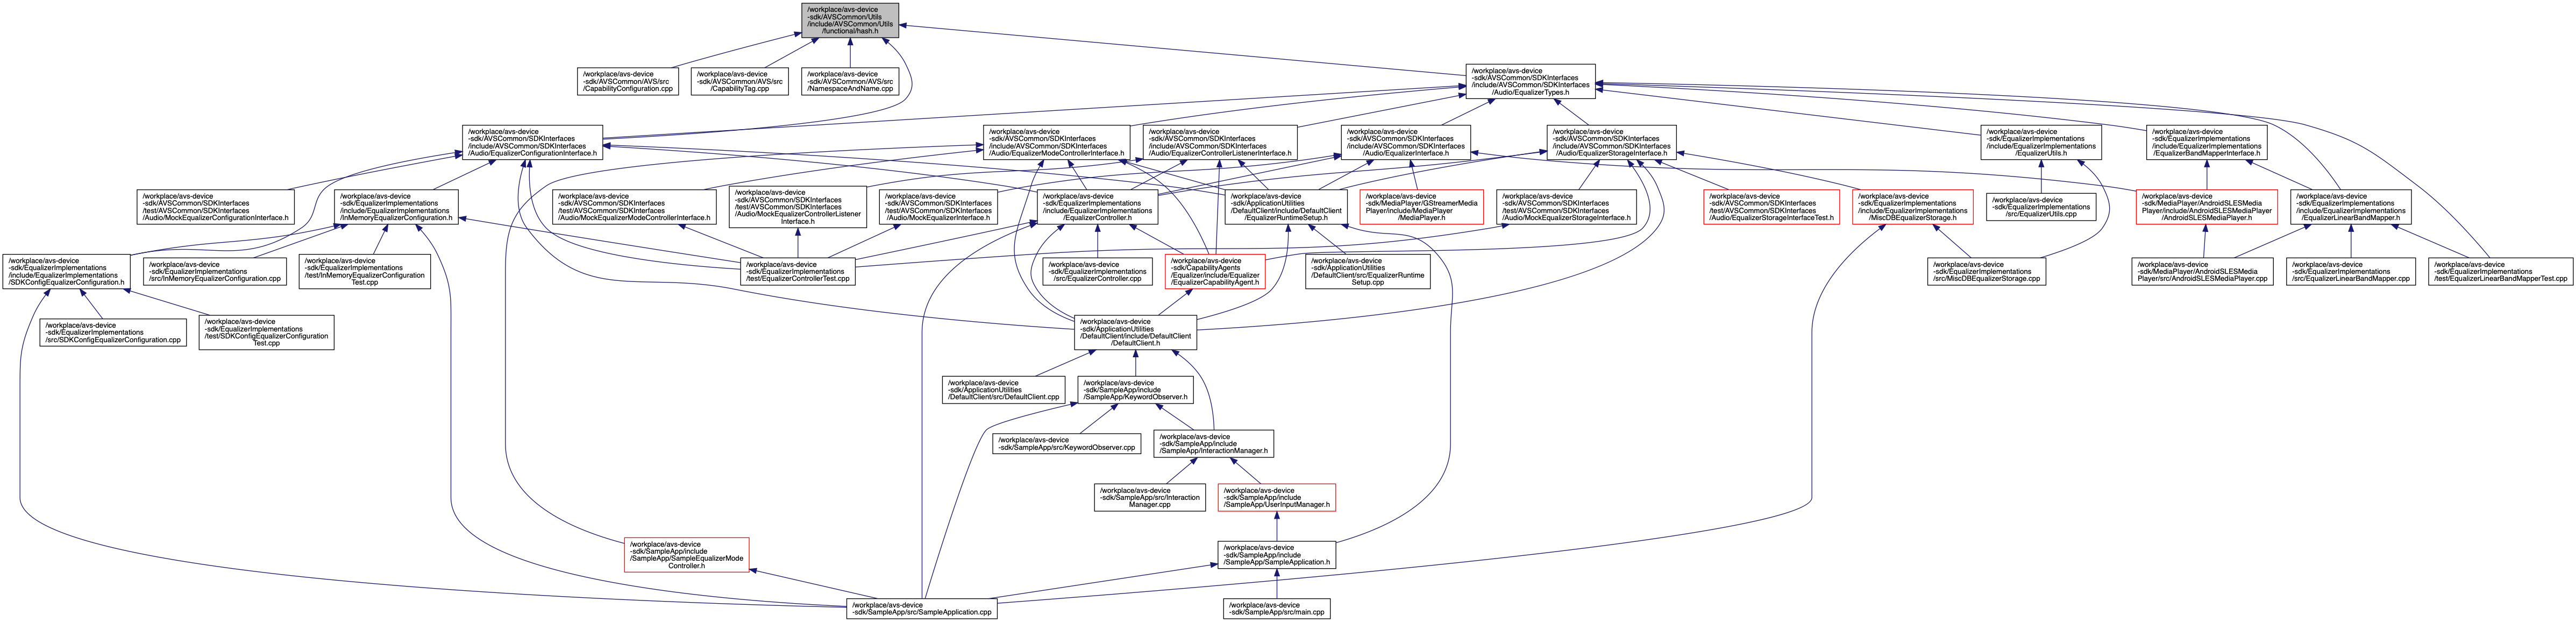 /workplace/avs-device
-sdk/AVSCommon/Utils
/include/AVSCommon/Utils
/functional/hash.h
/workplace/avs-device
-sdk/AVSCommon/AVS/src
/CapabilityConfiguration.cpp
/workplace/avs-device
-sdk/AVSCommon/AVS/src
/CapabilityTag.cpp
/workplace/avs-device
-sdk/AVSCommon/AVS/src
/NamespaceAndName.cpp
/workplace/avs-device
-sdk/AVSCommon/SDKInterfaces
/include/AVSCommon/SDKInterfaces
/Audio/EqualizerTypes.h
/workplace/avs-device
-sdk/AVSCommon/SDKInterfaces
/include/AVSCommon/SDKInterfaces
/Audio/EqualizerConfigurationInterface.h
/workplace/avs-device
-sdk/AVSCommon/SDKInterfaces
/include/AVSCommon/SDKInterfaces
/Audio/EqualizerModeControllerInterface.h
/workplace/avs-device
-sdk/AVSCommon/SDKInterfaces
/include/AVSCommon/SDKInterfaces
/Audio/EqualizerControllerListenerInterface.h
/workplace/avs-device
-sdk/AVSCommon/SDKInterfaces
/include/AVSCommon/SDKInterfaces
/Audio/EqualizerInterface.h
/workplace/avs-device
-sdk/AVSCommon/SDKInterfaces
/include/AVSCommon/SDKInterfaces
/Audio/EqualizerStorageInterface.h
/workplace/avs-device
-sdk/EqualizerImplementations
/include/EqualizerImplementations
/EqualizerUtils.h
/workplace/avs-device
-sdk/EqualizerImplementations
/include/EqualizerImplementations
/EqualizerBandMapperInterface.h
/workplace/avs-device
-sdk/AVSCommon/SDKInterfaces
/test/AVSCommon/SDKInterfaces
/Audio/MockEqualizerConfigurationInterface.h
/workplace/avs-device
-sdk/EqualizerImplementations
/include/EqualizerImplementations
/InMemoryEqualizerConfiguration.h
/workplace/avs-device
-sdk/AVSCommon/SDKInterfaces
/test/AVSCommon/SDKInterfaces
/Audio/MockEqualizerModeControllerInterface.h
/workplace/avs-device
-sdk/AVSCommon/SDKInterfaces
/test/AVSCommon/SDKInterfaces
/Audio/MockEqualizerControllerListener
Interface.h
/workplace/avs-device
-sdk/AVSCommon/SDKInterfaces
/test/AVSCommon/SDKInterfaces
/Audio/MockEqualizerInterface.h
/workplace/avs-device
-sdk/EqualizerImplementations
/include/EqualizerImplementations
/EqualizerController.h
/workplace/avs-device
-sdk/ApplicationUtilities
/DefaultClient/include/DefaultClient
/EqualizerRuntimeSetup.h
/workplace/avs-device
-sdk/MediaPlayer/GStreamerMedia
Player/include/MediaPlayer
/MediaPlayer.h
/workplace/avs-device
-sdk/AVSCommon/SDKInterfaces
/test/AVSCommon/SDKInterfaces
/Audio/MockEqualizerStorageInterface.h
/workplace/avs-device
-sdk/AVSCommon/SDKInterfaces
/test/AVSCommon/SDKInterfaces
/Audio/EqualizerStorageInterfaceTest.h
/workplace/avs-device
-sdk/EqualizerImplementations
/include/EqualizerImplementations
/MiscDBEqualizerStorage.h
/workplace/avs-device
-sdk/EqualizerImplementations
/src/EqualizerUtils.cpp
/workplace/avs-device
-sdk/MediaPlayer/AndroidSLESMedia
Player/include/AndroidSLESMediaPlayer
/AndroidSLESMediaPlayer.h
/workplace/avs-device
-sdk/EqualizerImplementations
/include/EqualizerImplementations
/EqualizerLinearBandMapper.h
/workplace/avs-device
-sdk/EqualizerImplementations
/include/EqualizerImplementations
/SDKConfigEqualizerConfiguration.h
/workplace/avs-device
-sdk/EqualizerImplementations
/src/InMemoryEqualizerConfiguration.cpp
/workplace/avs-device
-sdk/EqualizerImplementations
/test/InMemoryEqualizerConfiguration
Test.cpp
/workplace/avs-device
-sdk/EqualizerImplementations
/test/EqualizerControllerTest.cpp
/workplace/avs-device
-sdk/EqualizerImplementations
/src/EqualizerController.cpp
/workplace/avs-device
-sdk/CapabilityAgents
/Equalizer/include/Equalizer
/EqualizerCapabilityAgent.h
/workplace/avs-device
-sdk/ApplicationUtilities
/DefaultClient/src/EqualizerRuntime
Setup.cpp
/workplace/avs-device
-sdk/EqualizerImplementations
/src/MiscDBEqualizerStorage.cpp
/workplace/avs-device
-sdk/MediaPlayer/AndroidSLESMedia
Player/src/AndroidSLESMediaPlayer.cpp
/workplace/avs-device
-sdk/EqualizerImplementations
/src/EqualizerLinearBandMapper.cpp
/workplace/avs-device
-sdk/EqualizerImplementations
/test/EqualizerLinearBandMapperTest.cpp
/workplace/avs-device
-sdk/EqualizerImplementations
/src/SDKConfigEqualizerConfiguration.cpp
/workplace/avs-device
-sdk/EqualizerImplementations
/test/SDKConfigEqualizerConfiguration
Test.cpp
/workplace/avs-device
-sdk/ApplicationUtilities
/DefaultClient/include/DefaultClient
/DefaultClient.h
/workplace/avs-device
-sdk/ApplicationUtilities
/DefaultClient/src/DefaultClient.cpp
/workplace/avs-device
-sdk/SampleApp/include
/SampleApp/KeywordObserver.h
/workplace/avs-device
-sdk/SampleApp/src/KeywordObserver.cpp
/workplace/avs-device
-sdk/SampleApp/include
/SampleApp/InteractionManager.h
/workplace/avs-device
-sdk/SampleApp/src/Interaction
Manager.cpp
/workplace/avs-device
-sdk/SampleApp/include
/SampleApp/UserInputManager.h
/workplace/avs-device
-sdk/SampleApp/include
/SampleApp/SampleEqualizerMode
Controller.h
/workplace/avs-device
-sdk/SampleApp/include
/SampleApp/SampleApplication.h
/workplace/avs-device
-sdk/SampleApp/src/SampleApplication.cpp
/workplace/avs-device
-sdk/SampleApp/src/main.cpp